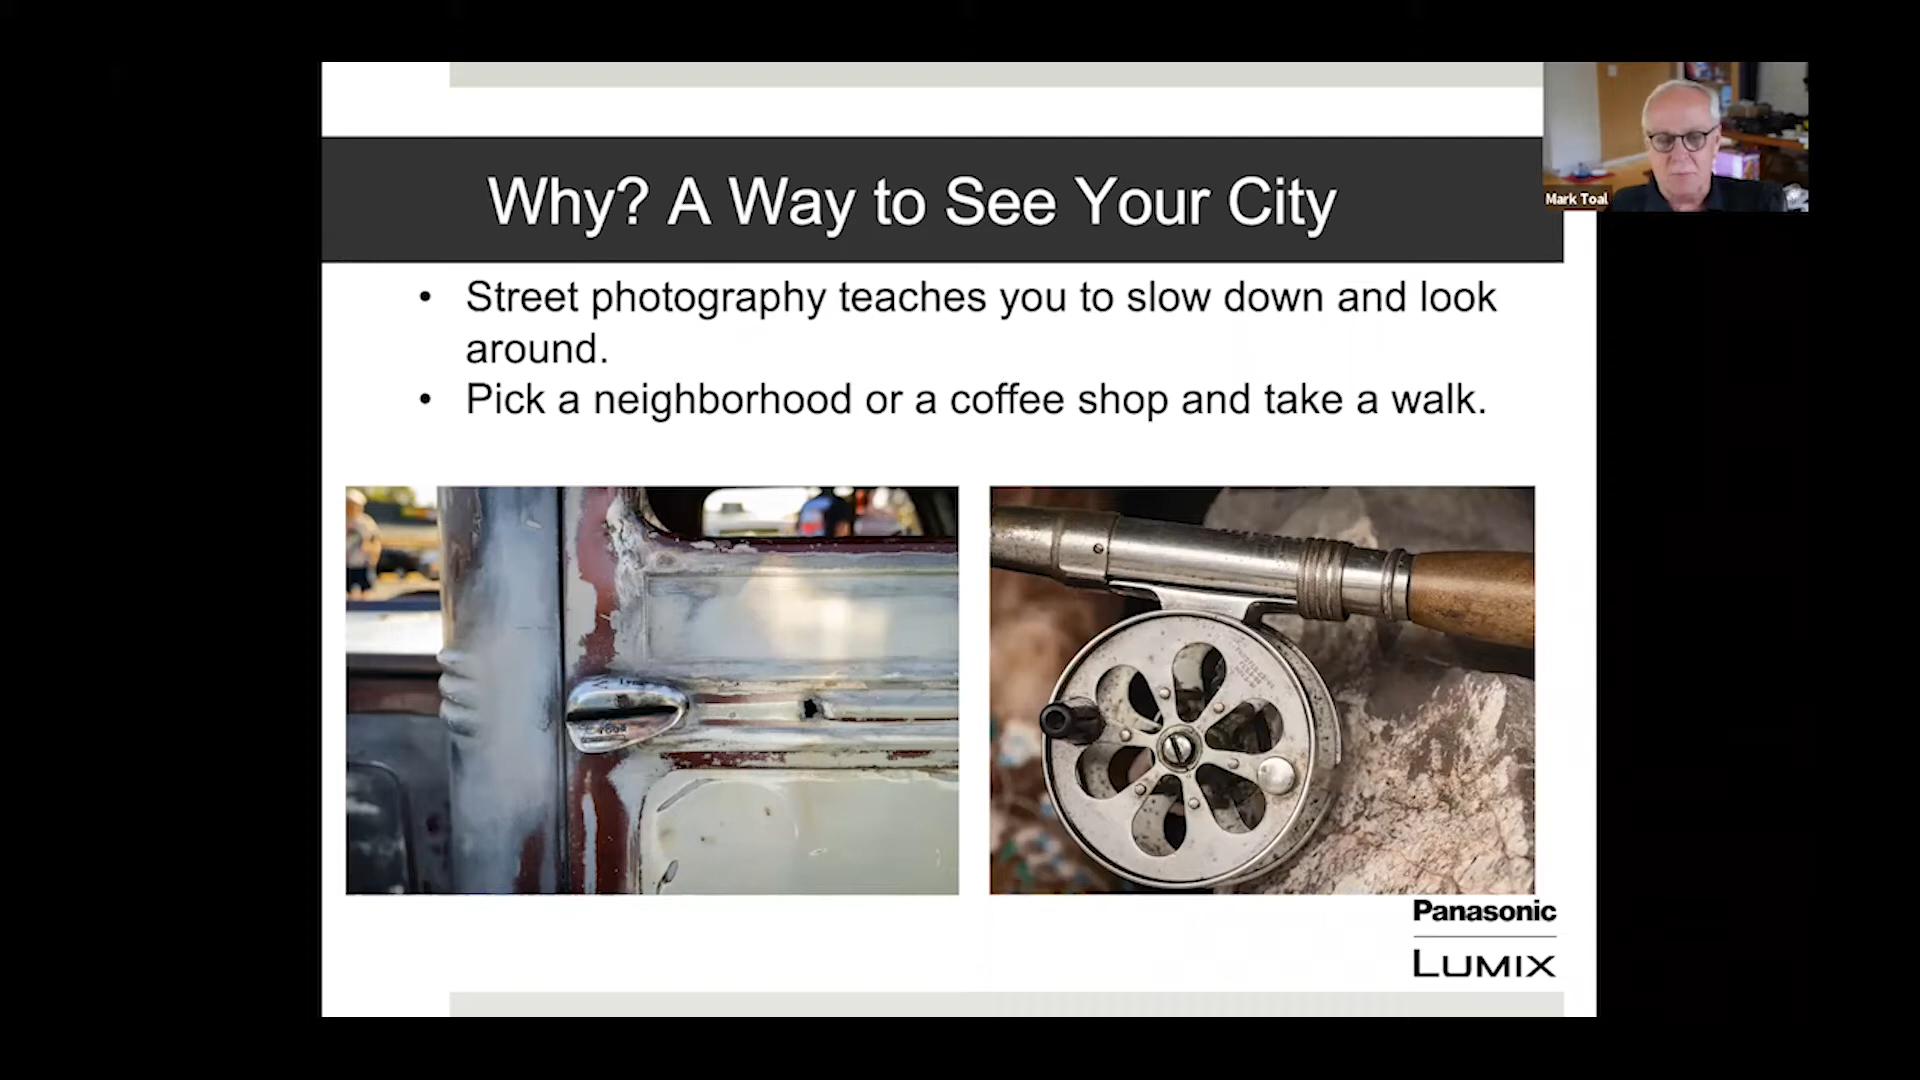 Why? A Way to See Your City
Mark Toal
• Street photography teaches you to slow down and look
around.
• Pick a neighborhood or a coffee shop and take a walk.
Panasonic
LUMIX